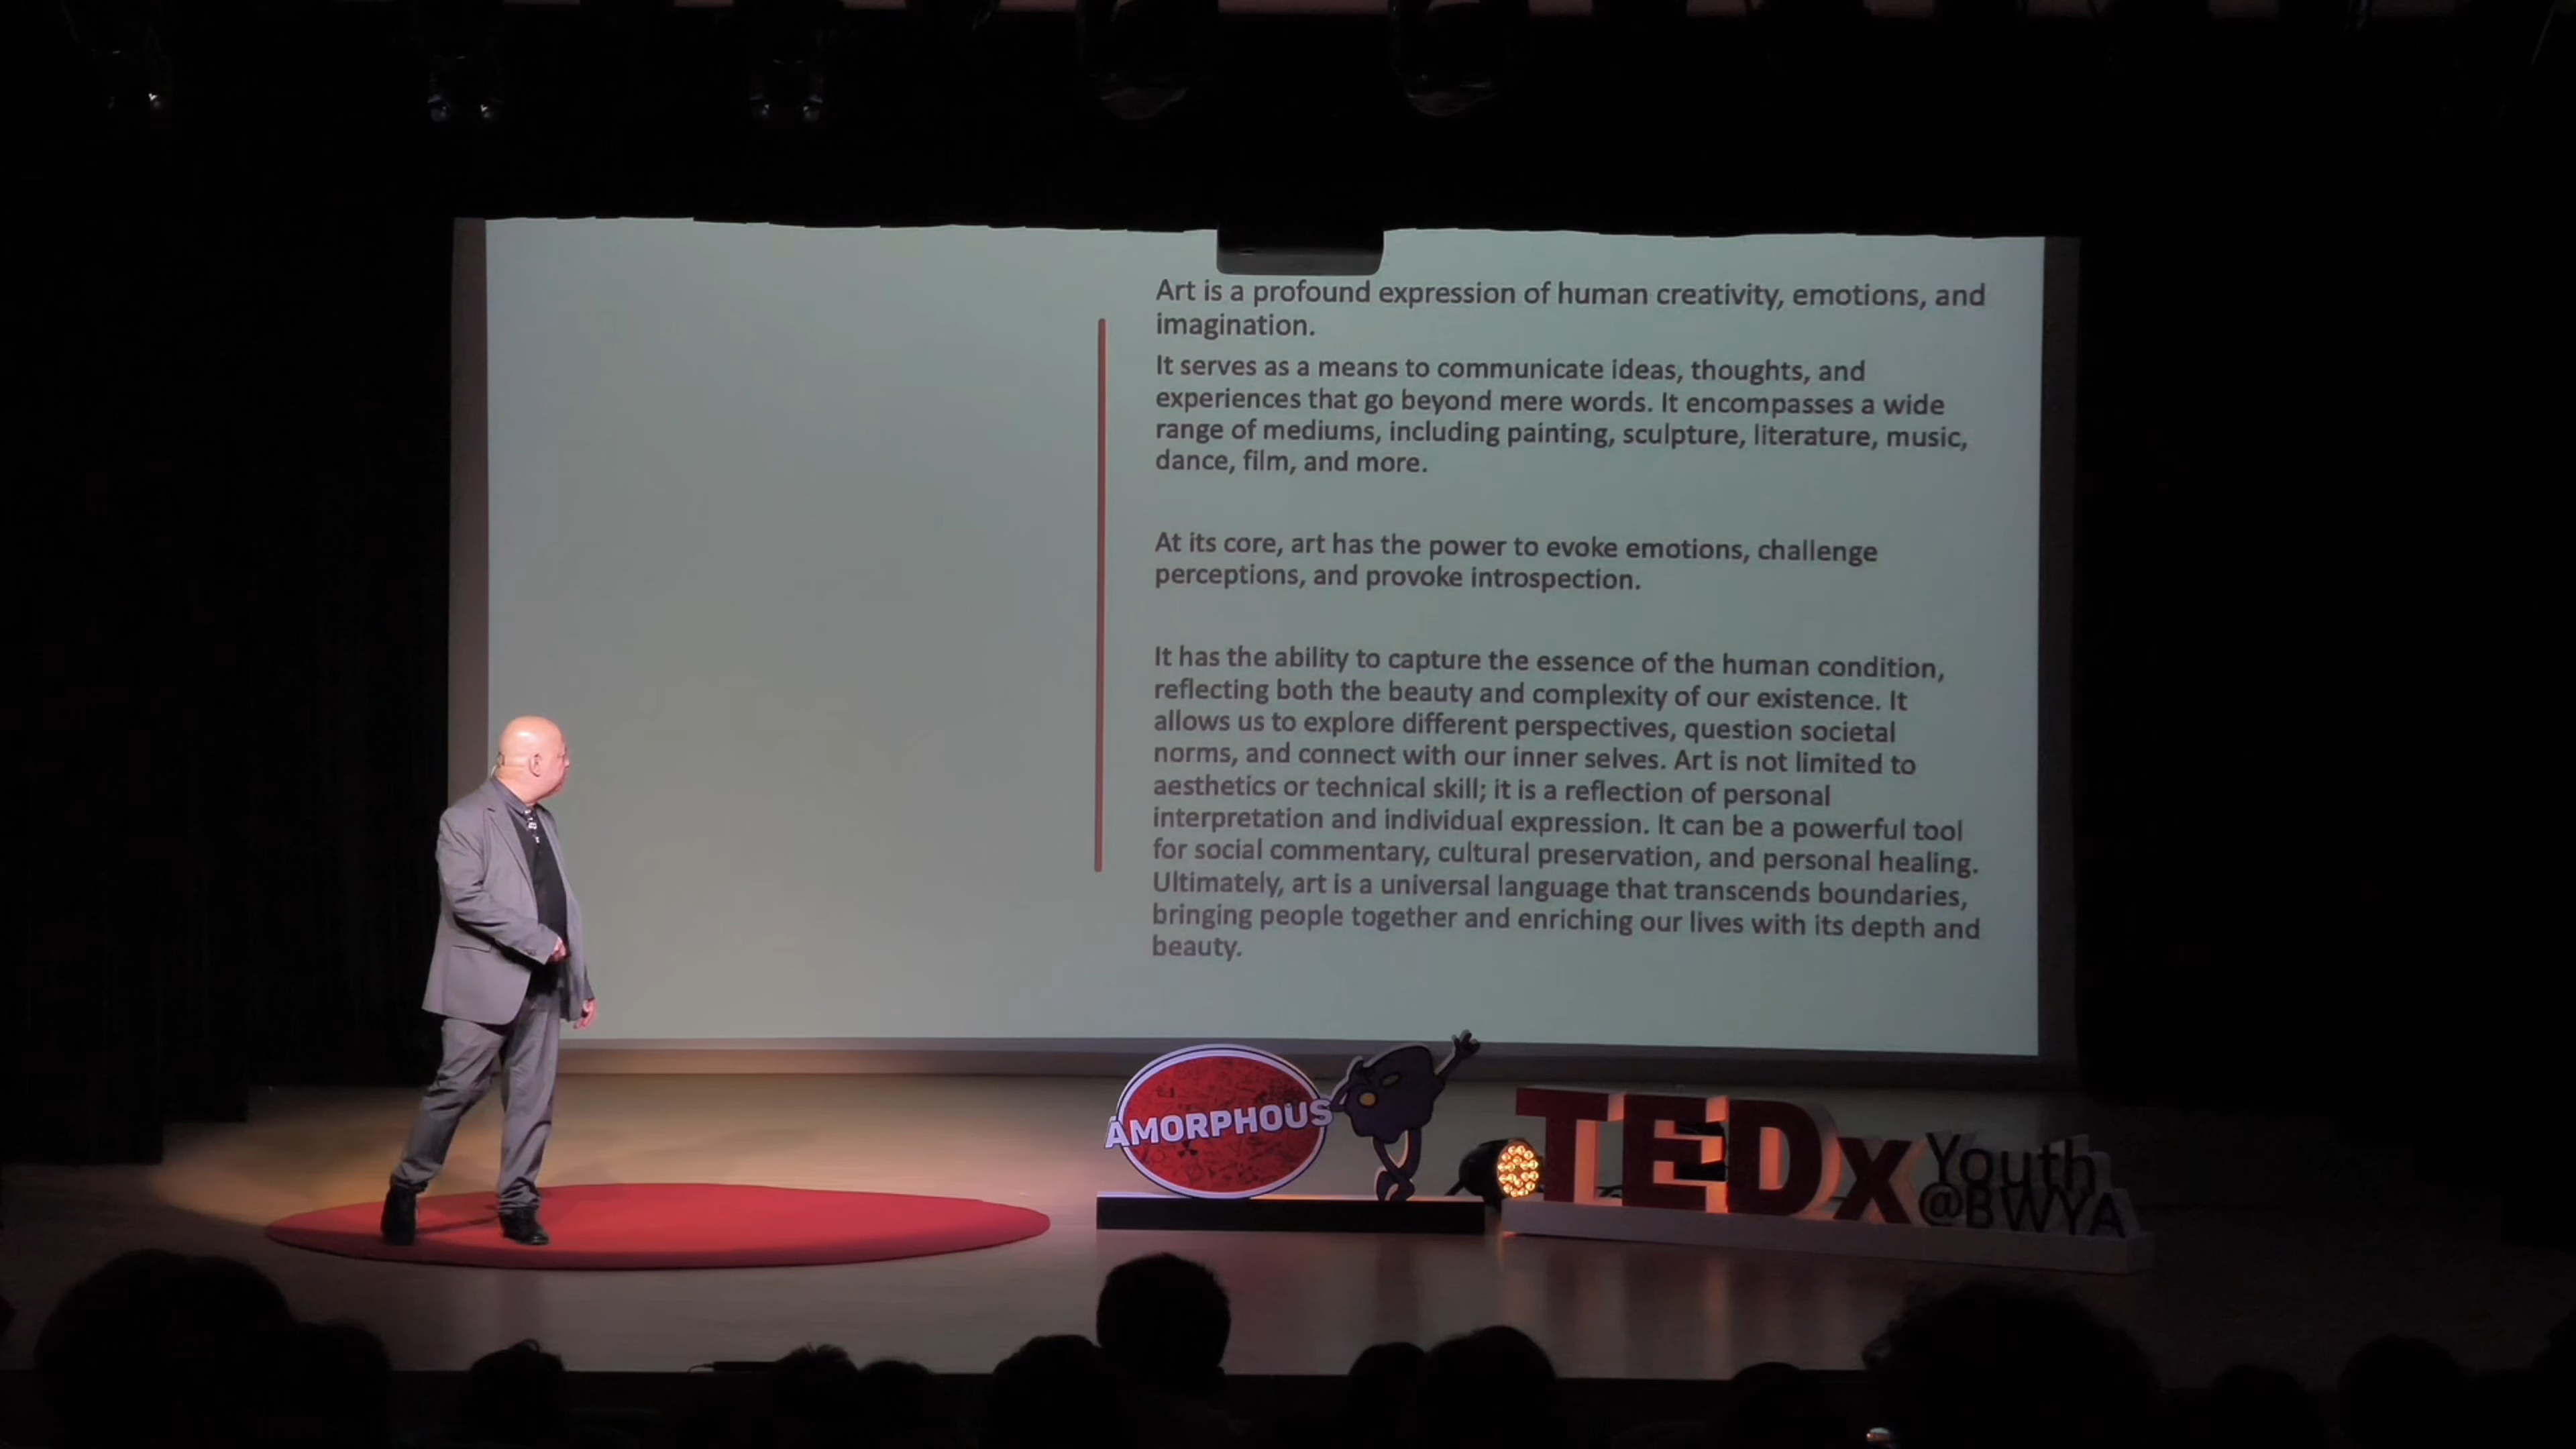 Art is a profound expression of human creativity, emotions, and
imagination.
It serves as a means to communicate ideas, thoughts, and
experiences that go beyond mere words. It encompasses a wide
range of mediums, including painting, sculpture, literature, music,
dance, film, and more.
At its core, art has the power to evoke emotions, challenge
perceptions, and provoke introspection.
It has the ability to capture the essence of the human condition,
reflecting both the beauty and complexity of our existence. It
allows us to explore different perspectives, question societal
norms, and connect with our inner selves. Art is not limited to
aesthetics or technical skill; it is a reflection of personal
interpretation and individual expression. It can be a powerful tool
for social commentary, cultural preservation, and personal healing.
Ultimately, art is a universal language that transcends boundaries,
bringing people together and enriching our lives with its depth and
beauty.
AMORPHOUS
TEDx
Youth
@BWYA